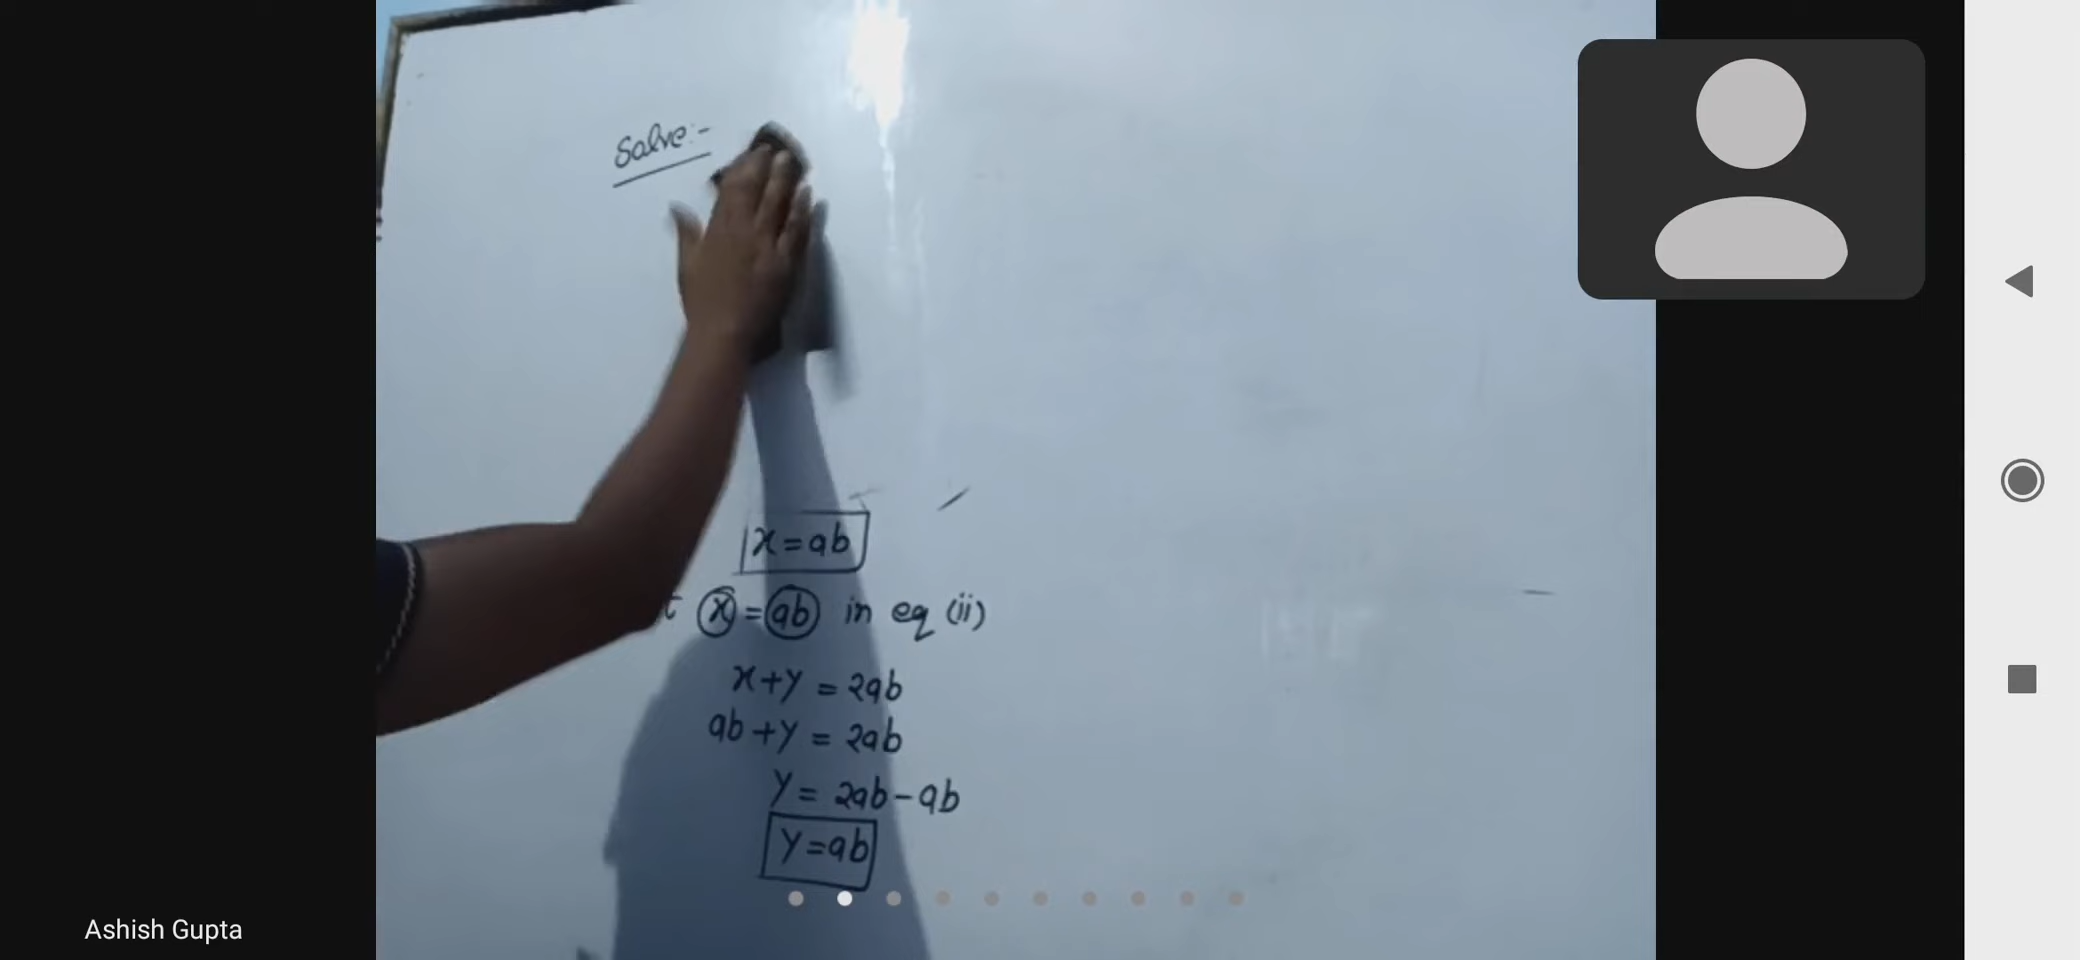 Solve:-
x=ab
x=ab in eq (ii)
x+y = 2ab
ab+y = 2ab
y = 2ab-ab
y=ab
Ashish Gupta